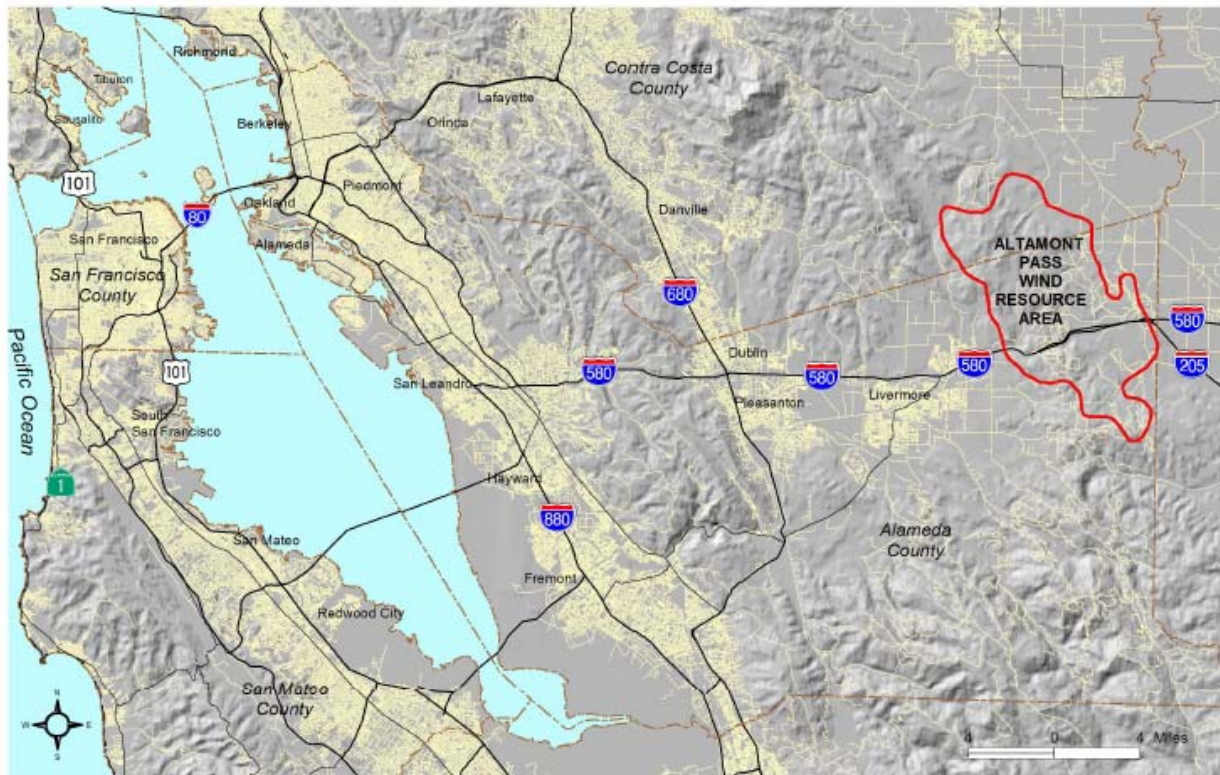 Richmond
Tiburon
Sausalito
101
Berkeley
Orinda
Lafayette
Contra Costa
County
Piedmont
Oakland
80
Alameda
San Francisco
San Francisco
County
Danville
680
ALTAMONT
PASS
WIND
RESOURCE
AREA
Pacific Ocean
101
San Leandro
580
Dublin
580
Pleasanton
Livermore
580
580
205
South
San Francisco
1
Hayward
880
San Mateo
Fremont
Alameda
County
Redwood City
San Mateo
County
N
W E
S
4 0 4 Miles